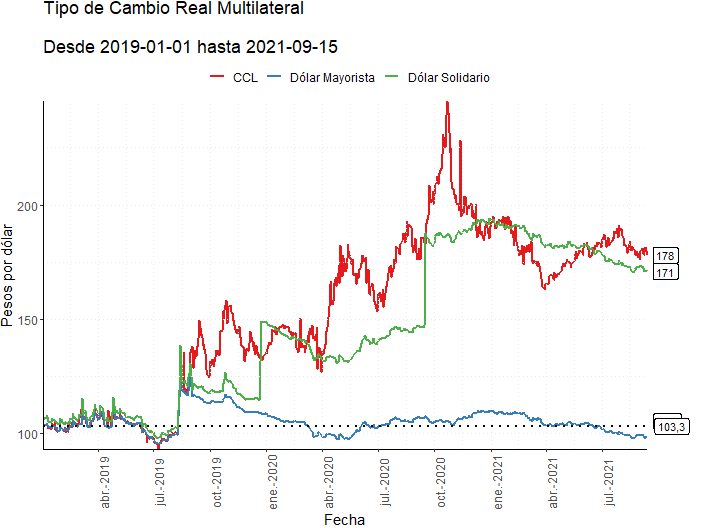 Tipo de Cambio Real Multilateral
Desde 2019-01-01 hasta 2021-09-15
CCL Dólar Mayorista Dólar Solidario
Pesos por dólar
200
150
100
178
171
103,3
abr.-2019
jul.-2019
oct.-2019
ene.-2020
abr.-2020
jul.-2020
oct.-2020
ene.-2021
abr.-2021
jul.-2021
Fecha